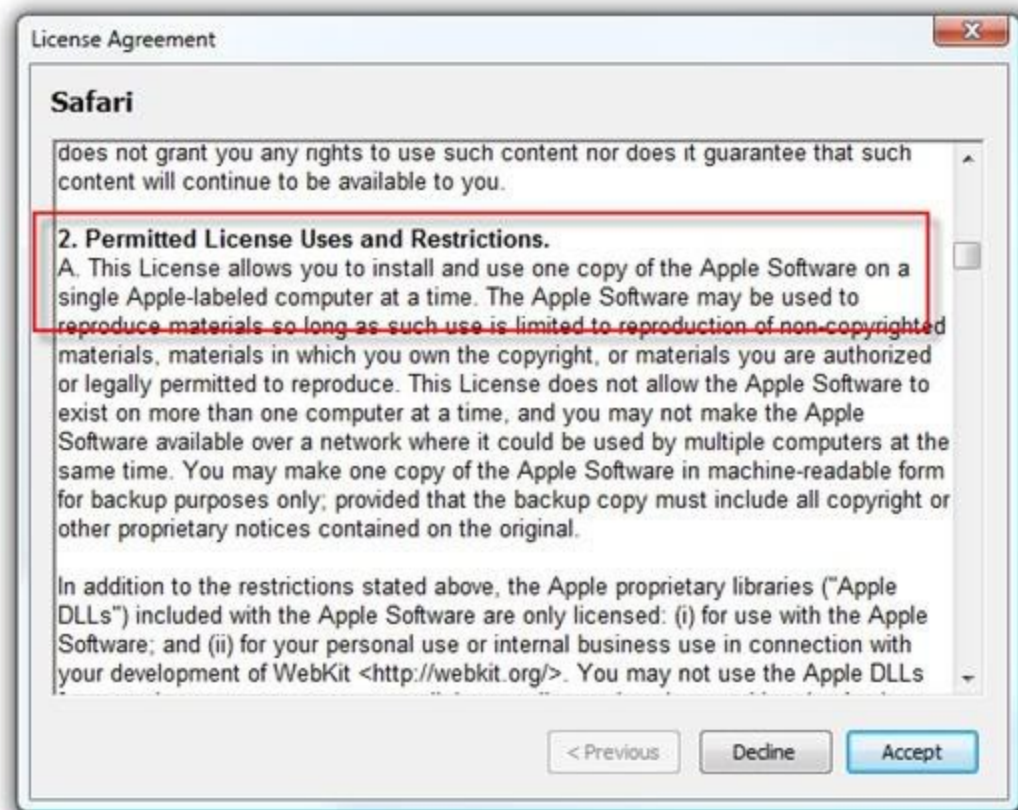 License Agreement
Safari
does not grant you any rights to use such content nor does it guarantee that such
content will continue to be available to you.
2. Permitted License Uses and Restrictions.
A. This License allows you to install and use one copy of the Apple Software on a
single Apple-labeled computer at a time. The Apple Software may be used to
reproduce materials so long as such use is limited to reproduction of non-copyrighted
materials, materials in which you own the copyright, or materials you are authorized
or legally permitted to reproduce. This License does not allow the Apple Software to
exist on more than one computer at a time, and you may not make the Apple
Software available over a network where it could be used by multiple computers at the
same time. You may make one copy of the Apple Software in machine-readable form
for backup purposes only; provided that the backup copy must include all copyright or
other proprietary notices contained on the original.
In addition to the restrictions stated above, the Apple proprietary libraries ("Apple
DLLs") included with the Apple Software are only licensed: (i) for use with the Apple
Software; and (ii) for your personal use or internal business use in connection with
your development of WebKit <http://webkit.org/>. You may not use the Apple DLLs
< Previous
Decline
Accept